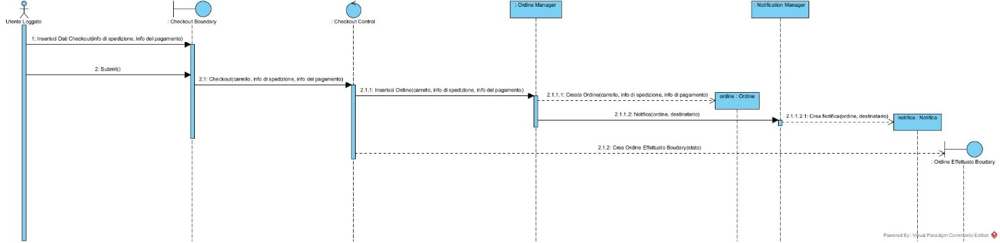 : Ordine Manager
: Notification Manager
Utente Loggato
: Checkout Boundary
: Checkout Control
1: Inserisci Dati Checkout(info di spedizione, info del pagamento)
2: Submit()
2.1: Checkout(carrello, info di spedizione, info del pagamento)
2.1.1: Inserisci Ordine(carrello, info di spedizione, info del pagamento)
2.1.1.1: Create Ordine(carrello, info di spedizione, info di pagamento)
ordine : Ordine
2.1.1.2: Notifica(ordine, destinatario)
2.1.1.2.1: Crea Notifica(ordine, destinatario)
notifica : Notifica
2.1.2: Crea Ordine Effettuato Boudary(stato)
: Ordine Effettuato Boudary
Powered By: Visual Paradigm Community Edition